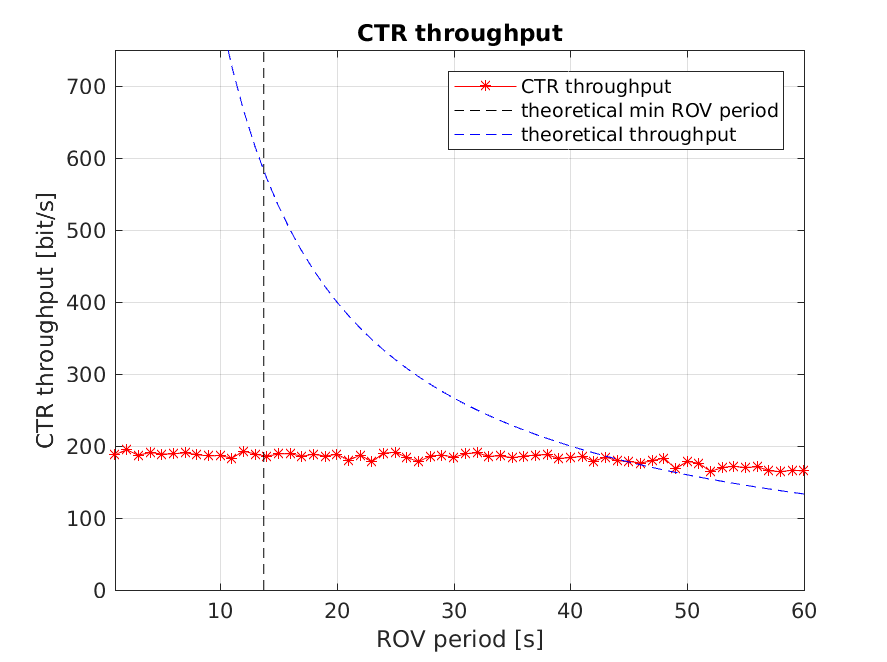 CTR throughput
CTR throughput [bit/s]
700
600
500
400
300
200
100
0
CTR throughput
theoretical min ROV period
theoretical throughput
10 20 30 40 50 60
ROV period [s]